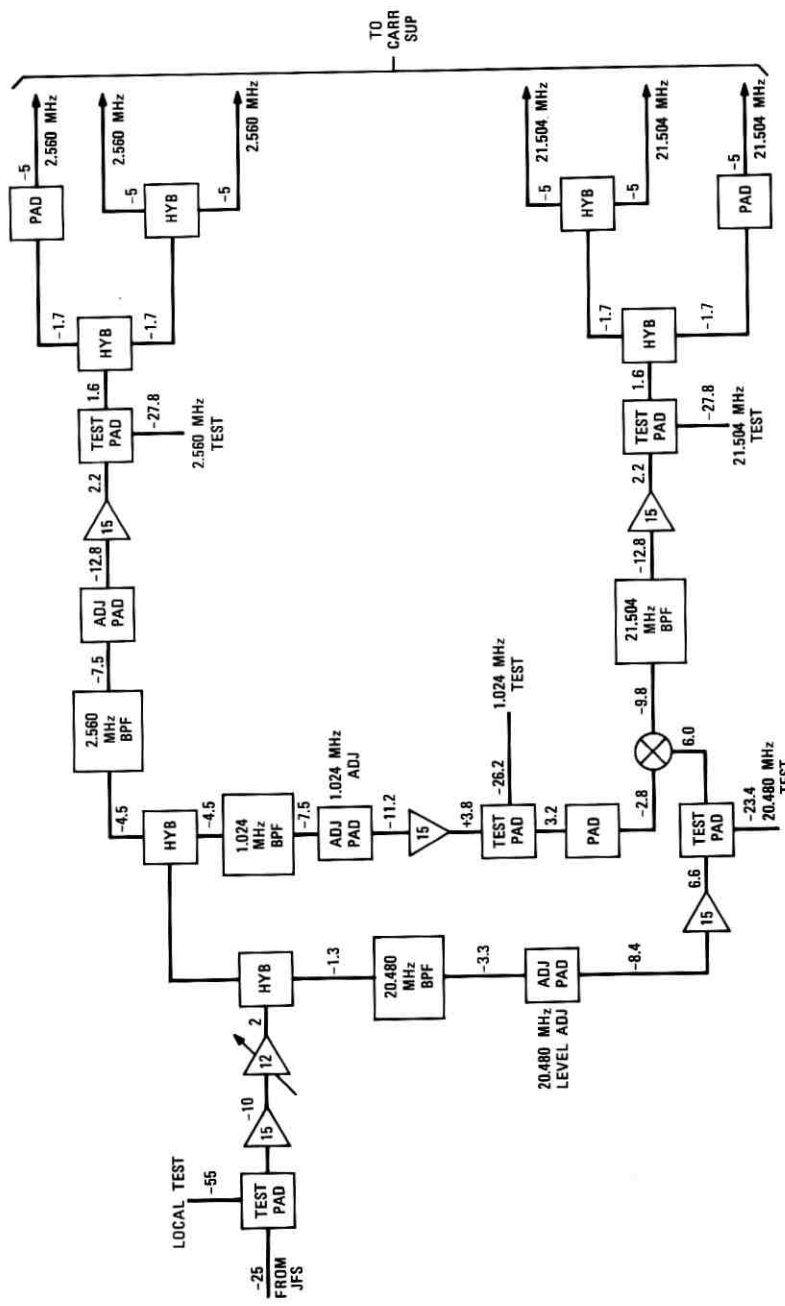 -25
FROM
JFS
LOCAL TEST
-55
TEST
PAD
15
-10
12
2
HYB
-1.3
20.480
MHz
BPF
-3.3
ADJ
PAD
20.480 MHz
LEVEL ADJ
-8.4
15
6.6
TEST
PAD
-23.4
20.480 MHz
TEST
6.0
HYB
-4.5
-4.5
1.024
MHz
BPF
-7.5
ADJ
PAD
1.024 MHz
ADJ
-11.2
15
+3.8
TEST
PAD
-26.2
1.024 MHz
TEST
3.2
PAD
-2.8
2.560
MHz
BPF
-7.5
ADJ
PAD
-12.8
15
2.2
TEST
PAD
-27.8
2.560 MHz
TEST
1.6
HYB
-1.7
-1.7
PAD
-5
2.560 MHz
HYB
-5
2.560 MHz
-5
2.560 MHz
-9.8
21.504
MHz
BPF
-12.8
15
2.2
TEST
PAD
-27.8
21.504 MHz
TEST
1.6
HYB
-1.7
-1.7
HYB
-5
21.504 MHz
-5
21.504 MHz
PAD
-5
21.504 MHz
TO
CARR
SUP